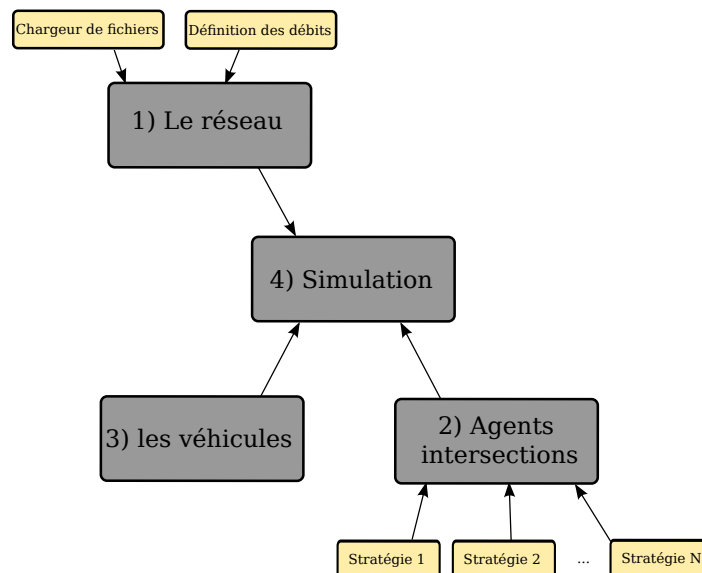 Chargeur de fichiers
Définition des débits
1) Le réseau
4) Simulation
3) les véhicules
2) Agents
intersections
Stratégie 1
Stratégie 2
...
Stratégie N